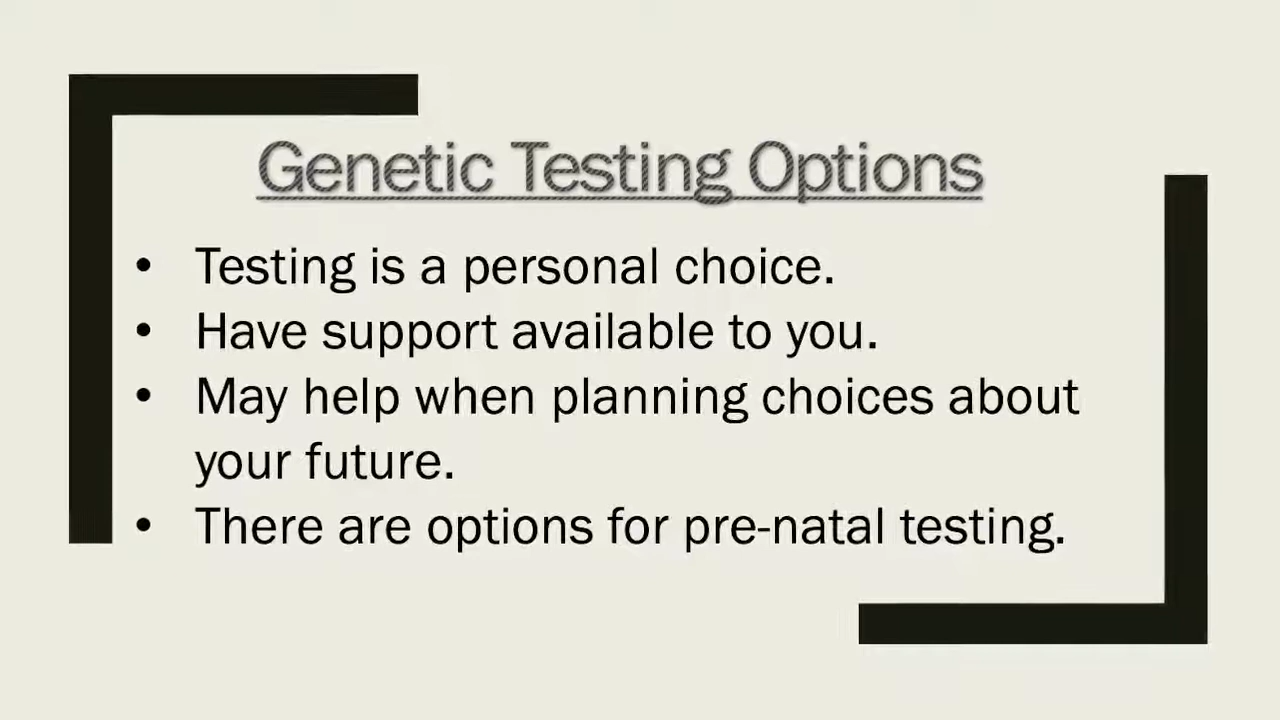 Genetic Testing Options
• Testing is a personal choice.
• Have support available to you.
• May help when planning choices about
your future.
• There are options for pre-natal testing.